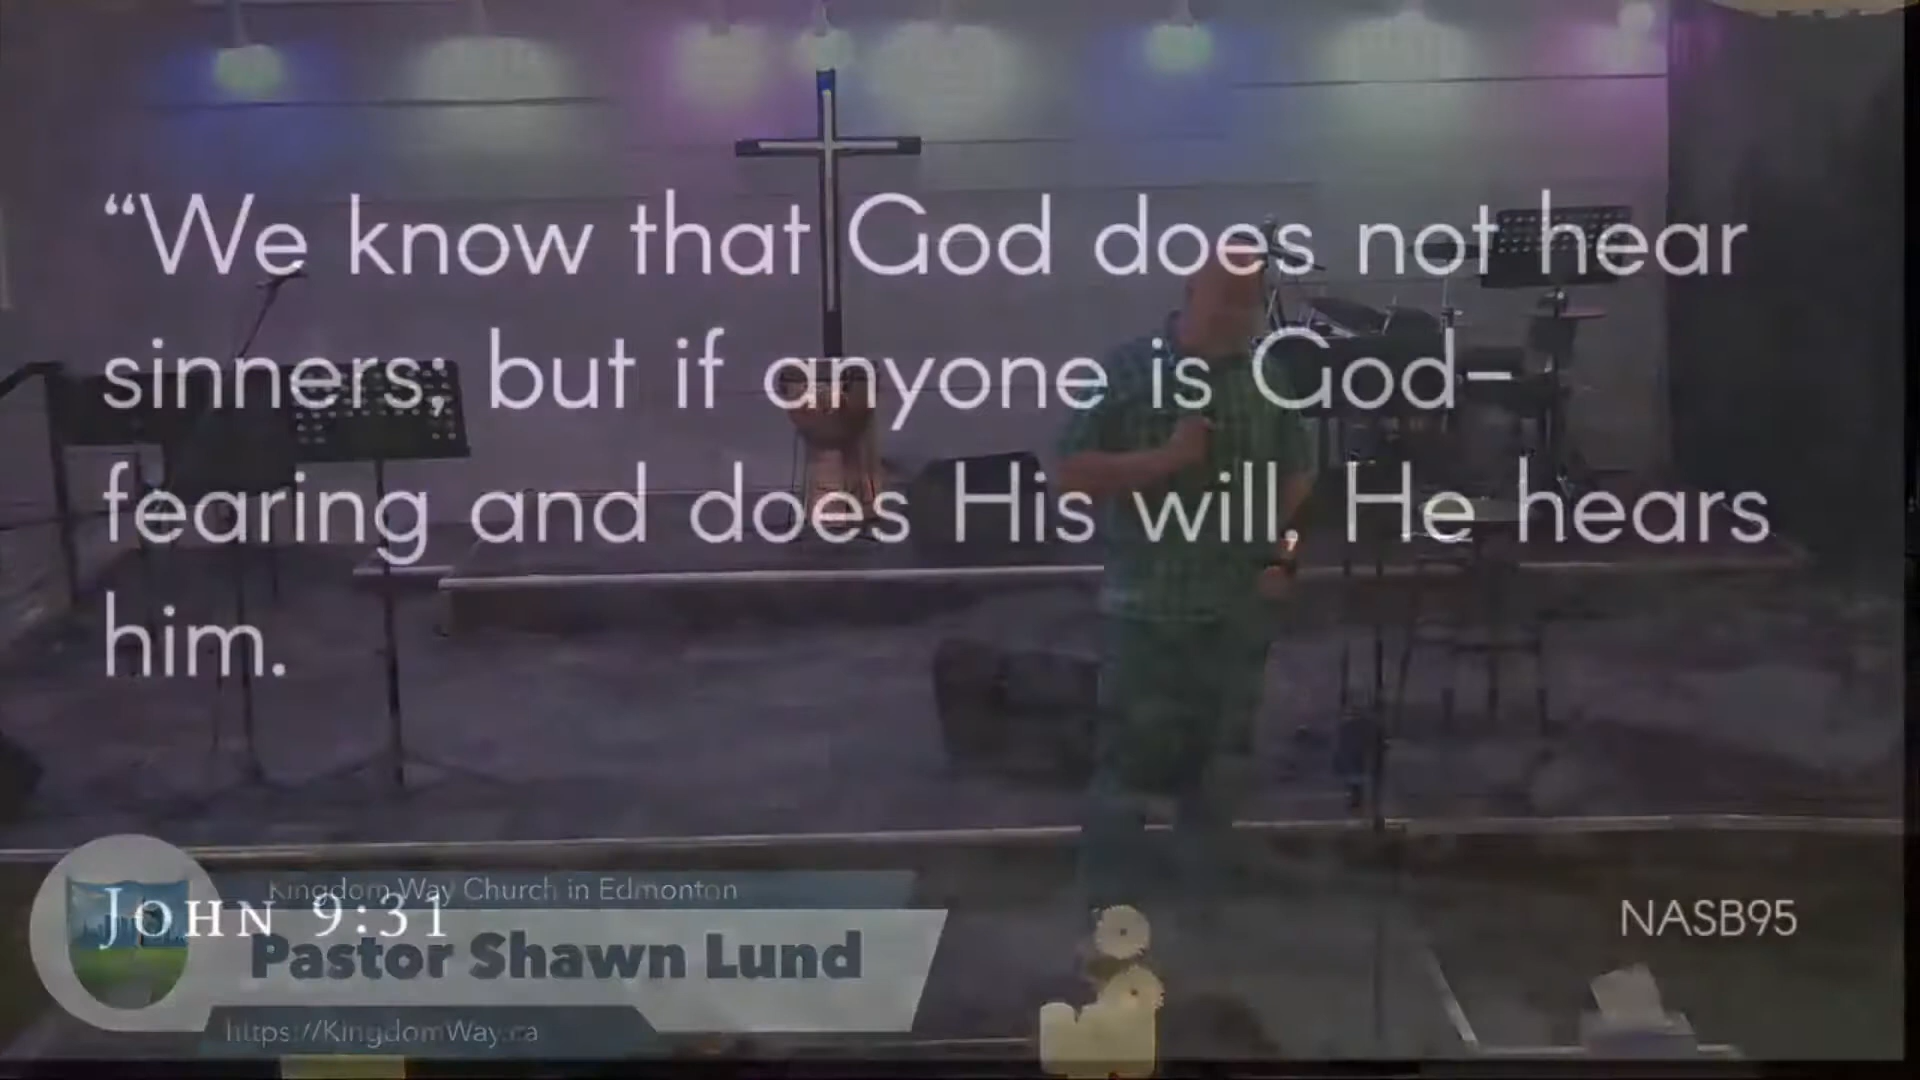 “We know that God does not hear
sinners; but if anyone is God-
fearing and does His will, He hears
him.
JOHN 9:31
NASB95
Kingdom Way Church in Edmonton
Pastor Shawn Lund
https://KingdomWay.ca